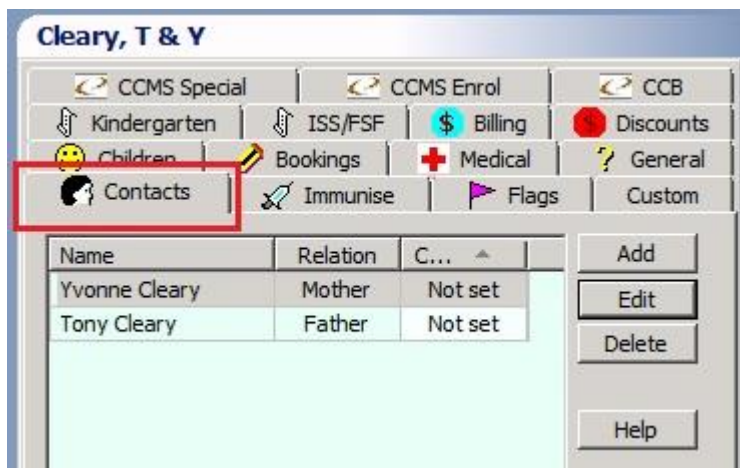 Cleary, T & Y
CCMS Special CCMS Enrol CCB
Kindergarten ISS/FSF $ Billing Discounts
Children Bookings Medical ? General
Contacts Immunise Flags Custom
Name Relation C... Add
Yvonne Cleary Mother Not set Edit
Tony Cleary Father Not set
Delete
Help